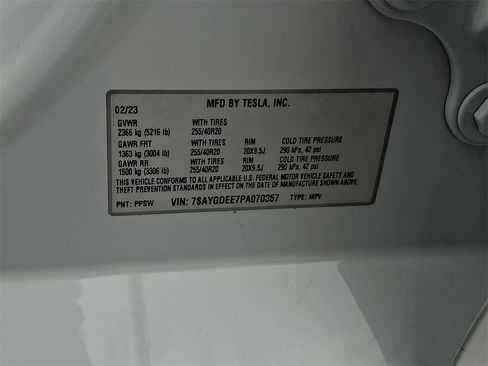 02/23 MFD BY TESLA, INC.
GVWR WITH TIRES
2366 kg (5216 lb) 255/40R20
GAWR FRT WITH TIRES RIM COLD TIRE PRESSURE
1363 kg (3004 lb) 255/40R20 20X9.5J 290 kPa, 42 psi
GAWR RR WITH TIRES RIM COLD TIRE PRESSURE
1500 kg (3306 lb) 255/40R20 20X9.5J 290 kPa, 42 psi
THIS VEHICLE CONFORMS TO ALL APPLICABLE U.S. FEDERAL MOTOR VEHICLE SAFETY AND
THEFT PREVENTION STANDARDS IN EFFECT ON THE DATE OF MANUFACTURE SHOWN ABOVE.
PNT: PPSW VIN: 7SAYGDEE7PA070357 TYPE: MPV